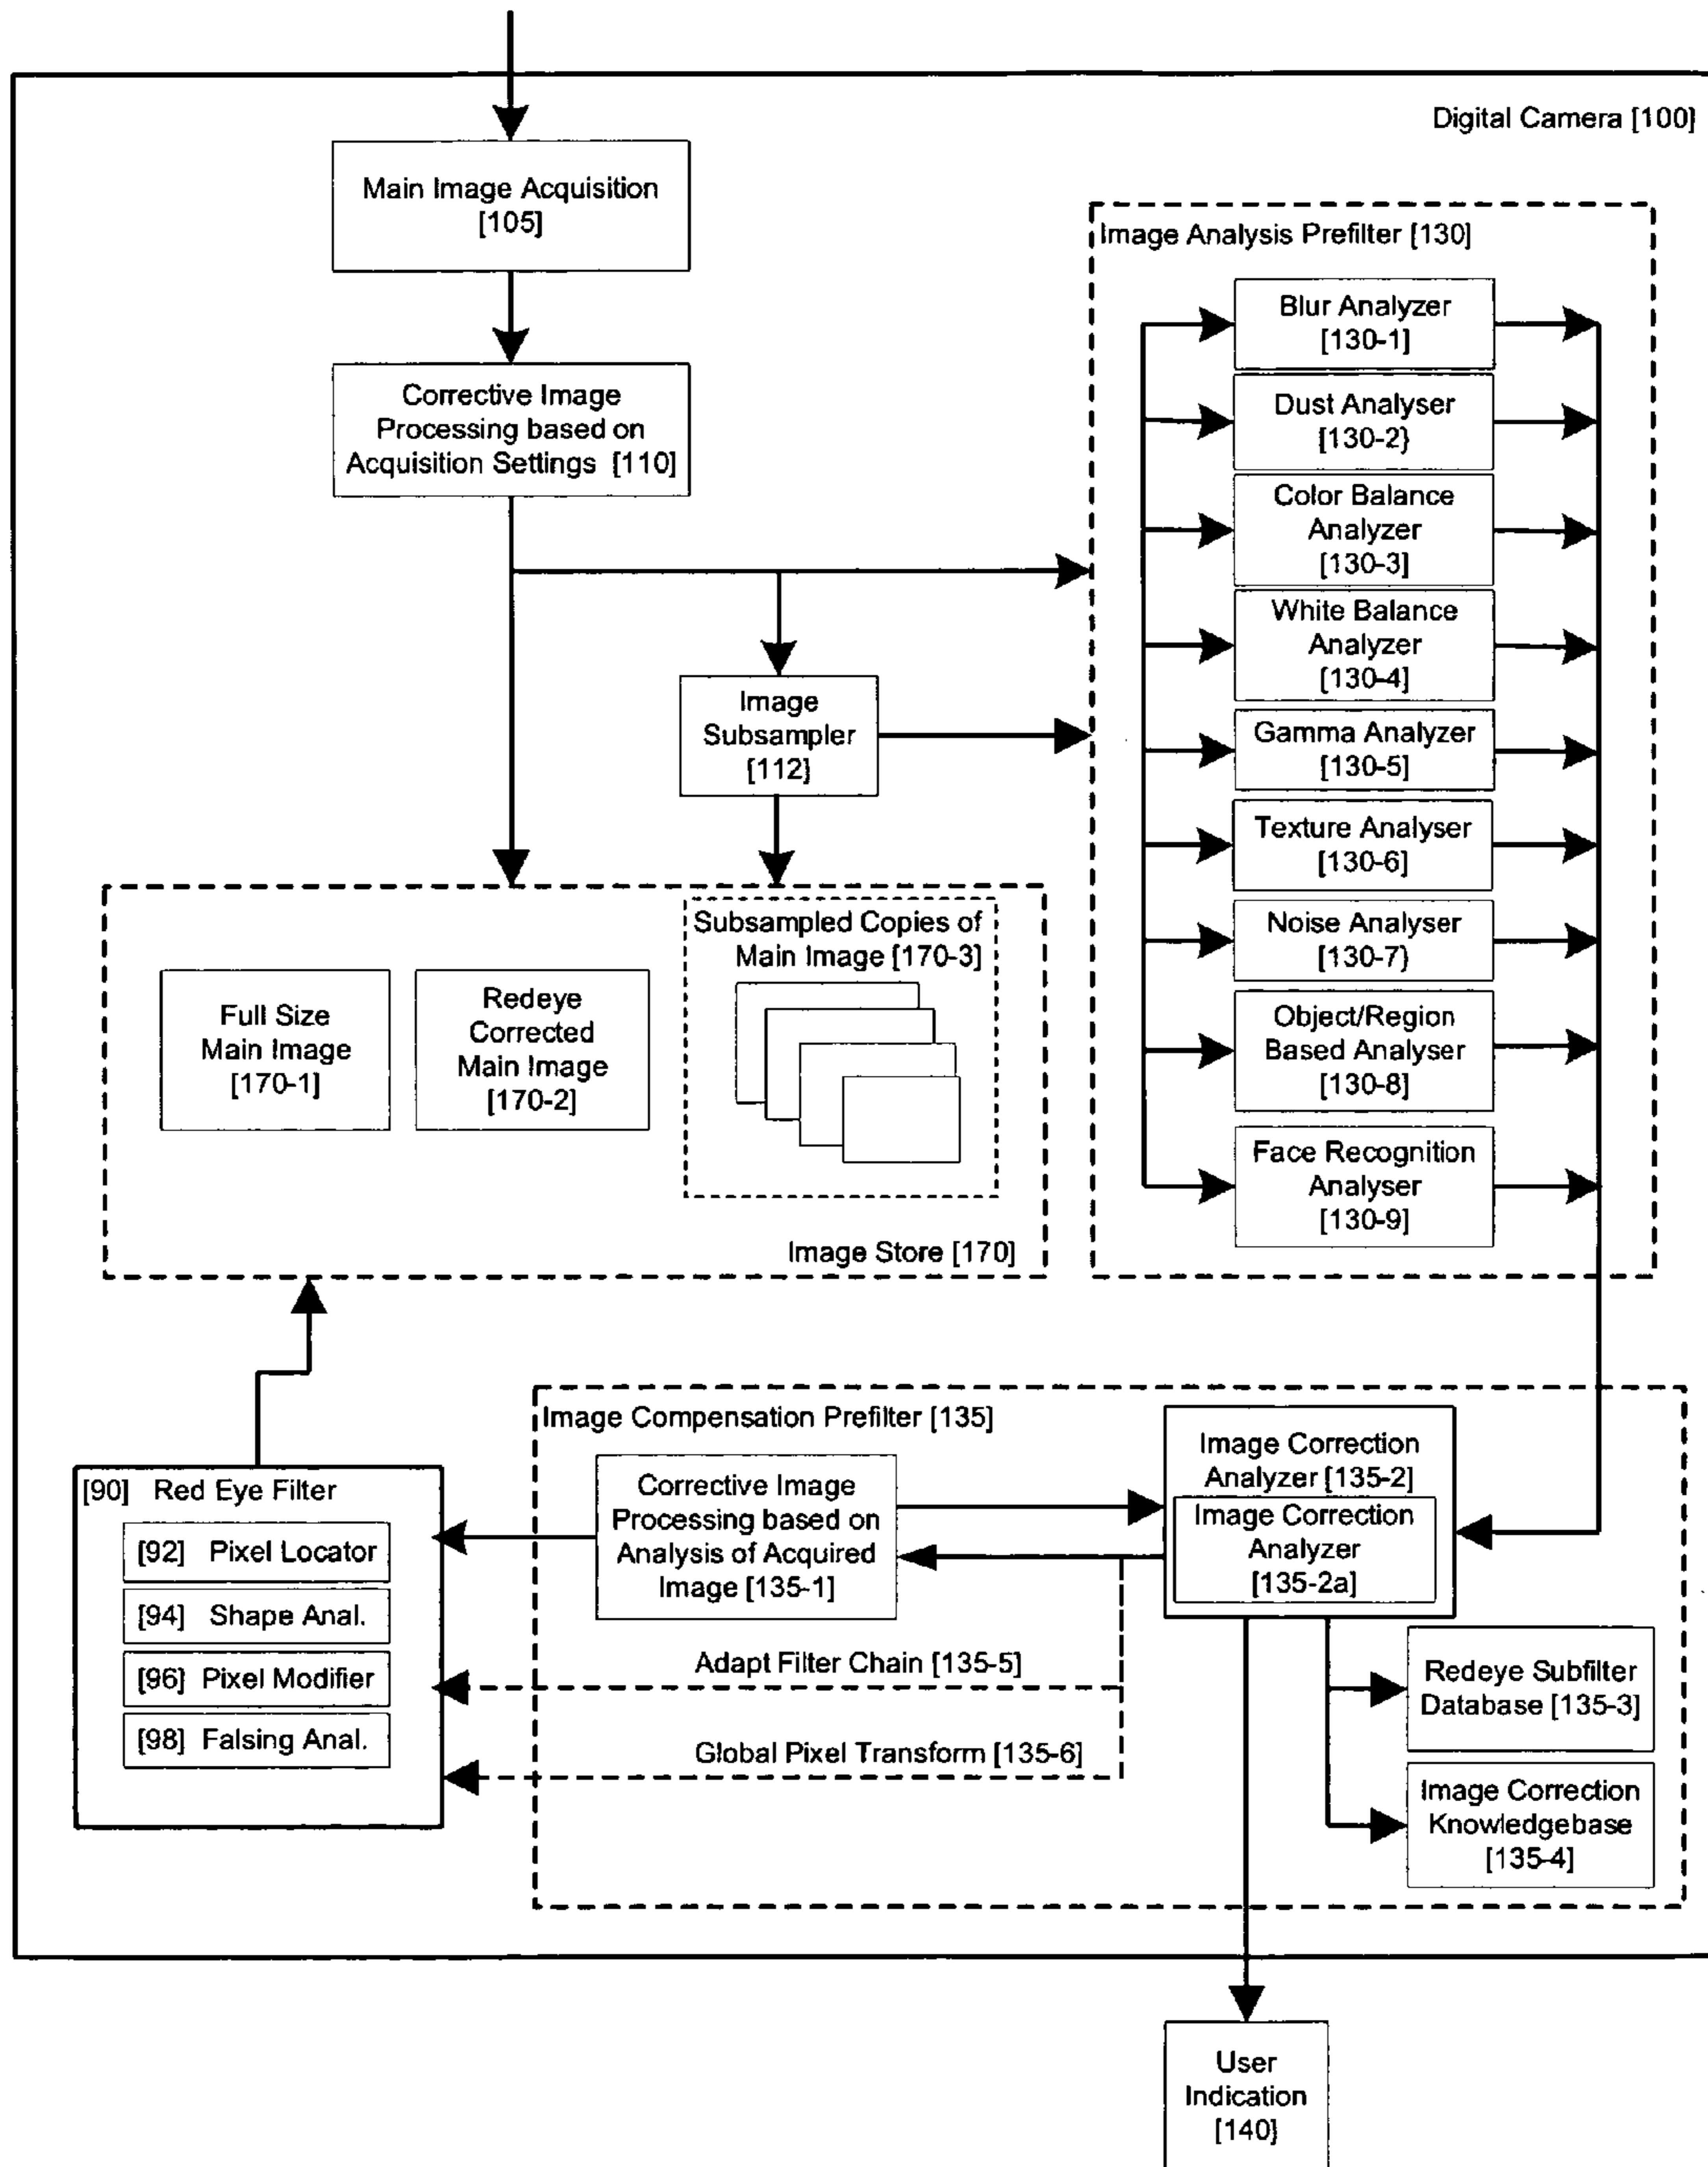 Digital Camera [100]
Main Image Acquisition
[105]
Corrective Image
Processing based on
Acquisition Settings [110]
Image
Subsampler
[112]
Image Analysis Prefilter [130]
Blur Analyzer
[130-1]
Dust Analyser
[130-2}
Color Balance
Analyzer
[130-3]
White Balance
Analyzer
[130-4]
Gamma Analyzer
[130-5]
Texture Analyser
[130-6]
Noise Analyser
[130-7}
Object/Region
Based Analyser
[130-8]
Face Recognition
Analyser
[130-9]
Full Size
Main Image
[170-1]
Redeye
Corrected
Main Image
[170-2]
Subsampled Copies of
Main Image [170-3]
Image Store [170]
[90] Red Eye Filter
[92] Pixel Locator
[94] Shape Anal.
[96] Pixel Modifier
[98] Falsing Anal.
Image Compensation Prefilter [135]
Corrective Image
Processing based on
Analysis of Acquired
Image [135-1]
Image Correction
Analyzer [135-2]
Image Correction
Analyzer
[135-2a]
Adapt Filter Chain [135-5]
Global Pixel Transform [135-6]
Redeye Subfilter
Database [135-3]
Image Correction
Knowledgebase
[135-4]
User
Indication
[140]